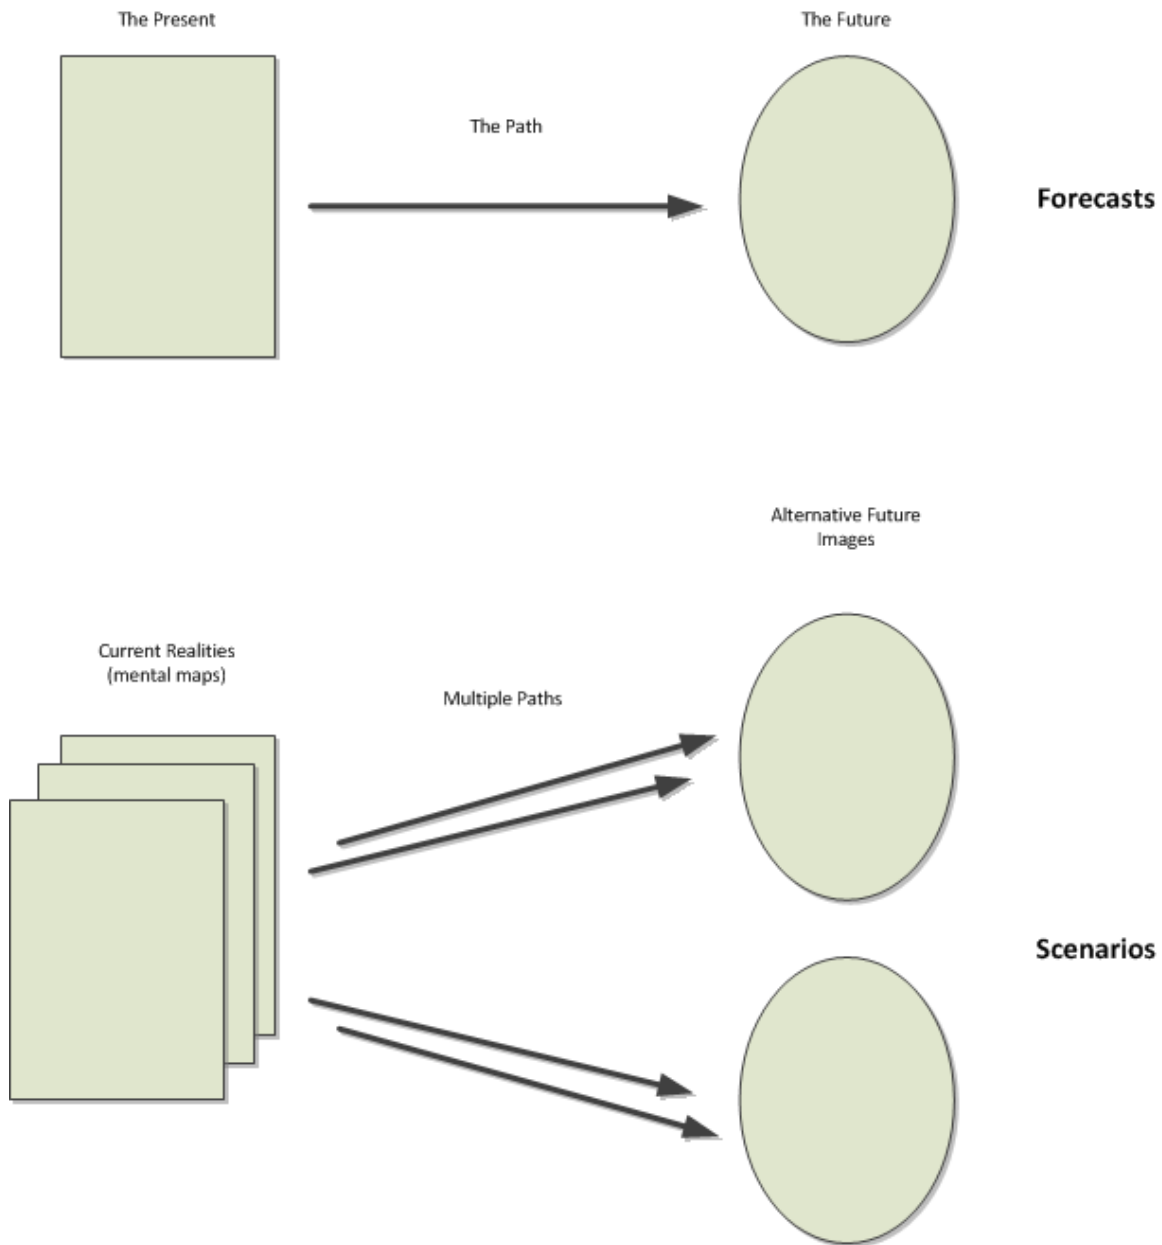 The Present
The Future
The Path
Forecasts
Alternative Future
Images
Current Realities
(mental maps)
Multiple Paths
Scenarios